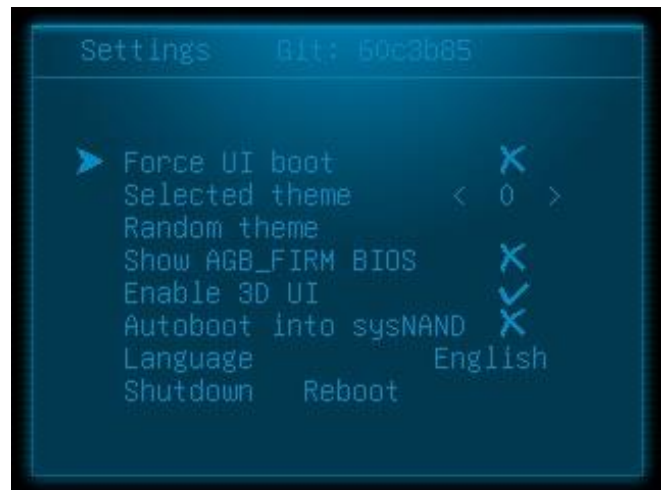 Settings Git: 60c3b85
Force UI boot
Selected theme < 0 >
Random theme
Show AGB_FIRM BIOS
Enable 3D UI
Autoboot into sysNAND
Language English
Shutdown Reboot